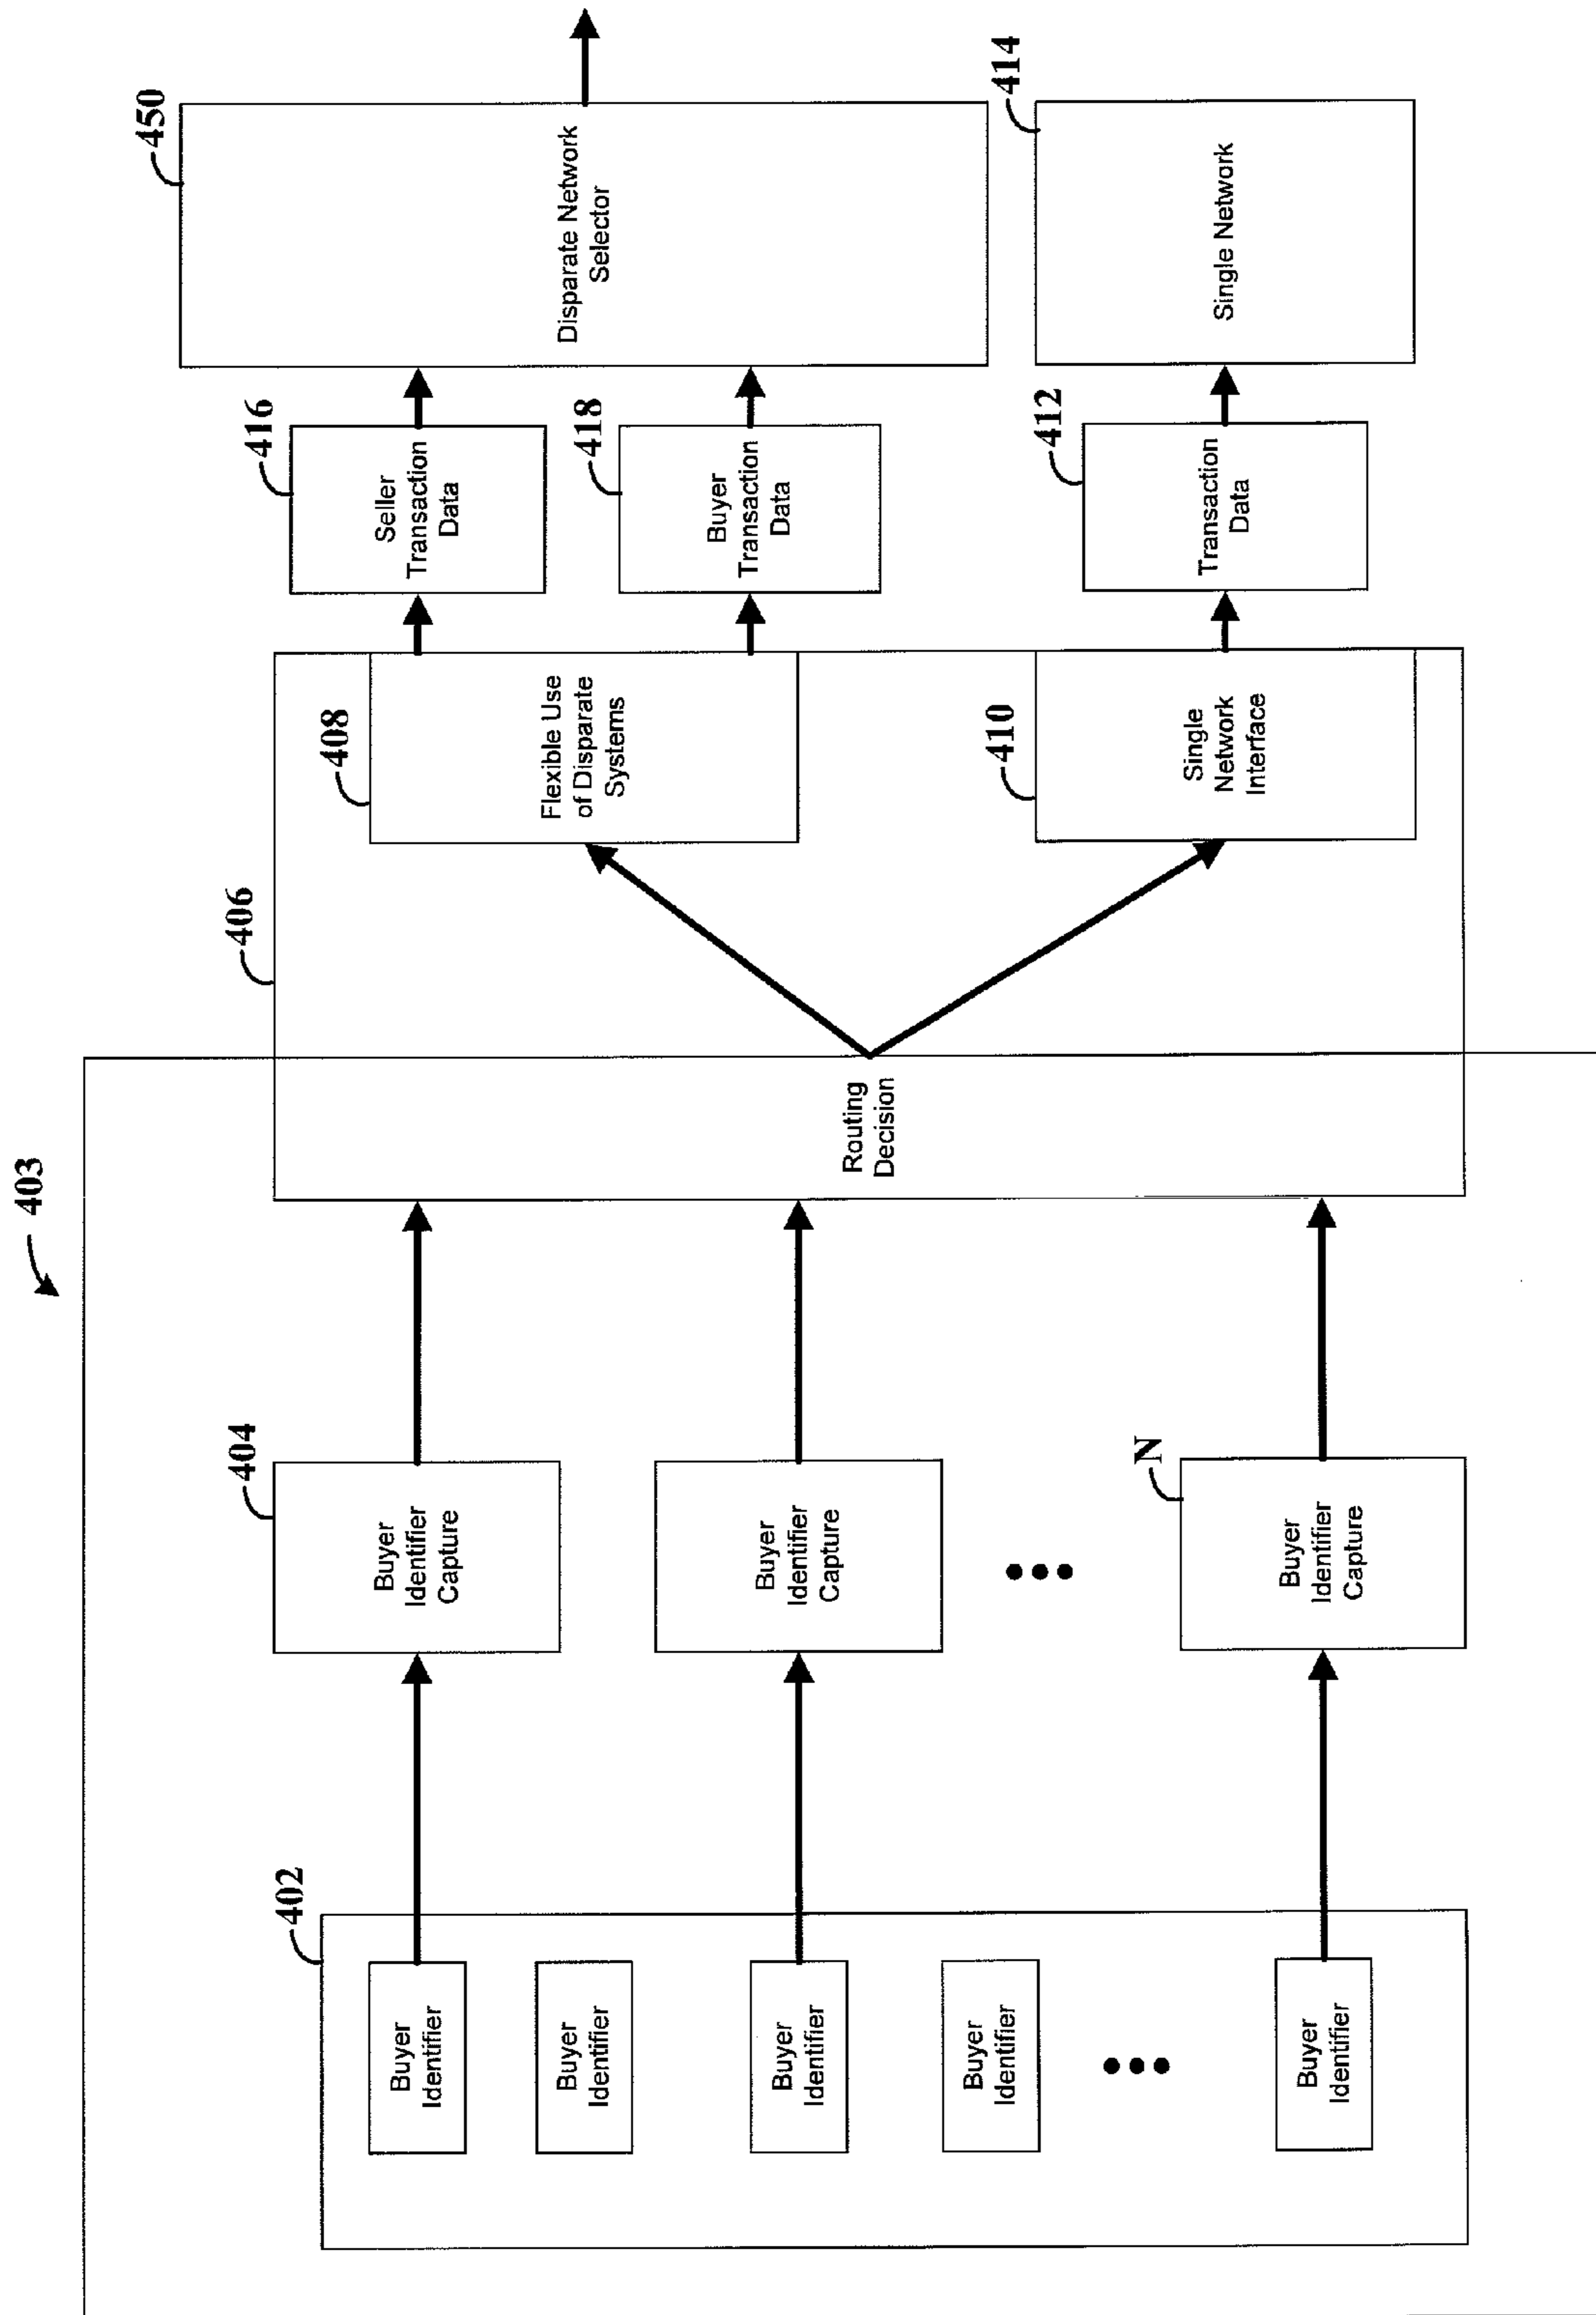 403
402
Buyer
Identifier
Buyer
Identifier
Buyer
Identifier
Buyer
Identifier
Buyer
Identifier
404
Buyer
Identifier
Capture
Buyer
Identifier
Capture
N
Buyer
Identifier
Capture
406
Routing
Decision
408
Flexible Use
of Disparate
Systems
410
Single
Network
Interface
416
Seller
Transaction
Data
418
Buyer
Transaction
Data
412
Transaction
Data
450
Disparate Network
Selector
414
Single Network